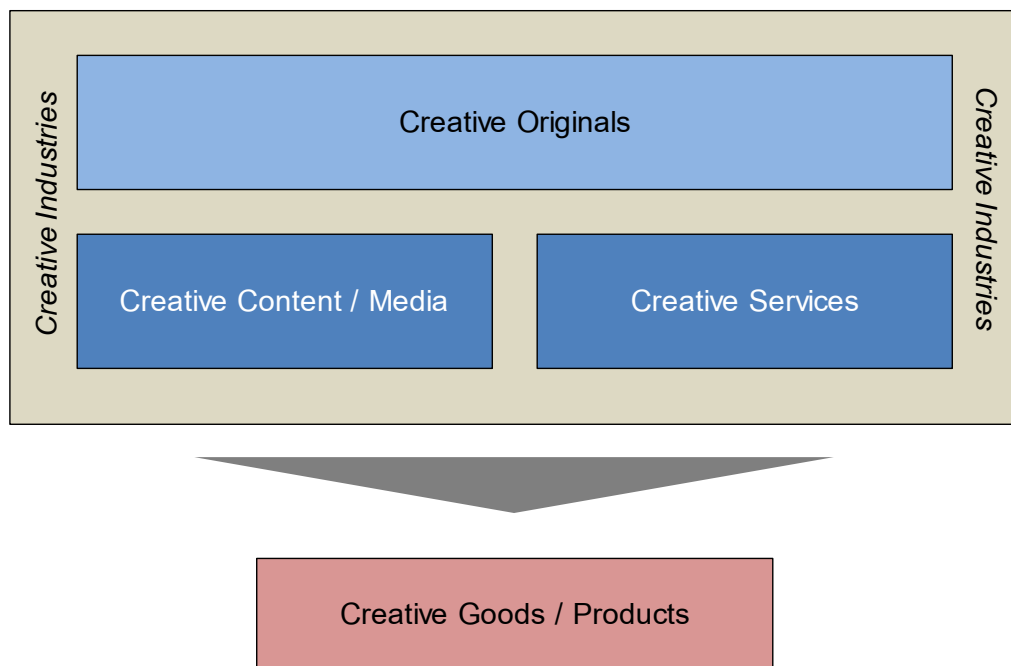 Creative Industries
Creative Originals
Creative Industries
Creative Content / Media
Creative Services
Creative Goods / Products